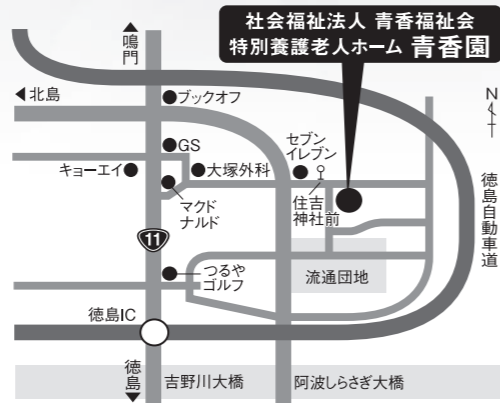 社会福祉法人 青香福祉会
特別養護老人ホーム 青香園
▲
鳴門
◀北島
ブックオフ
N
GS
セブン
イレブン
キョーエイ
大塚外科
マクド
ナルド
住吉
神社前
徳島自動車道
11
つるや
ゴルフ
流通団地
徳島IC
徳島
▼
吉野川大橋
阿波しらさぎ大橋